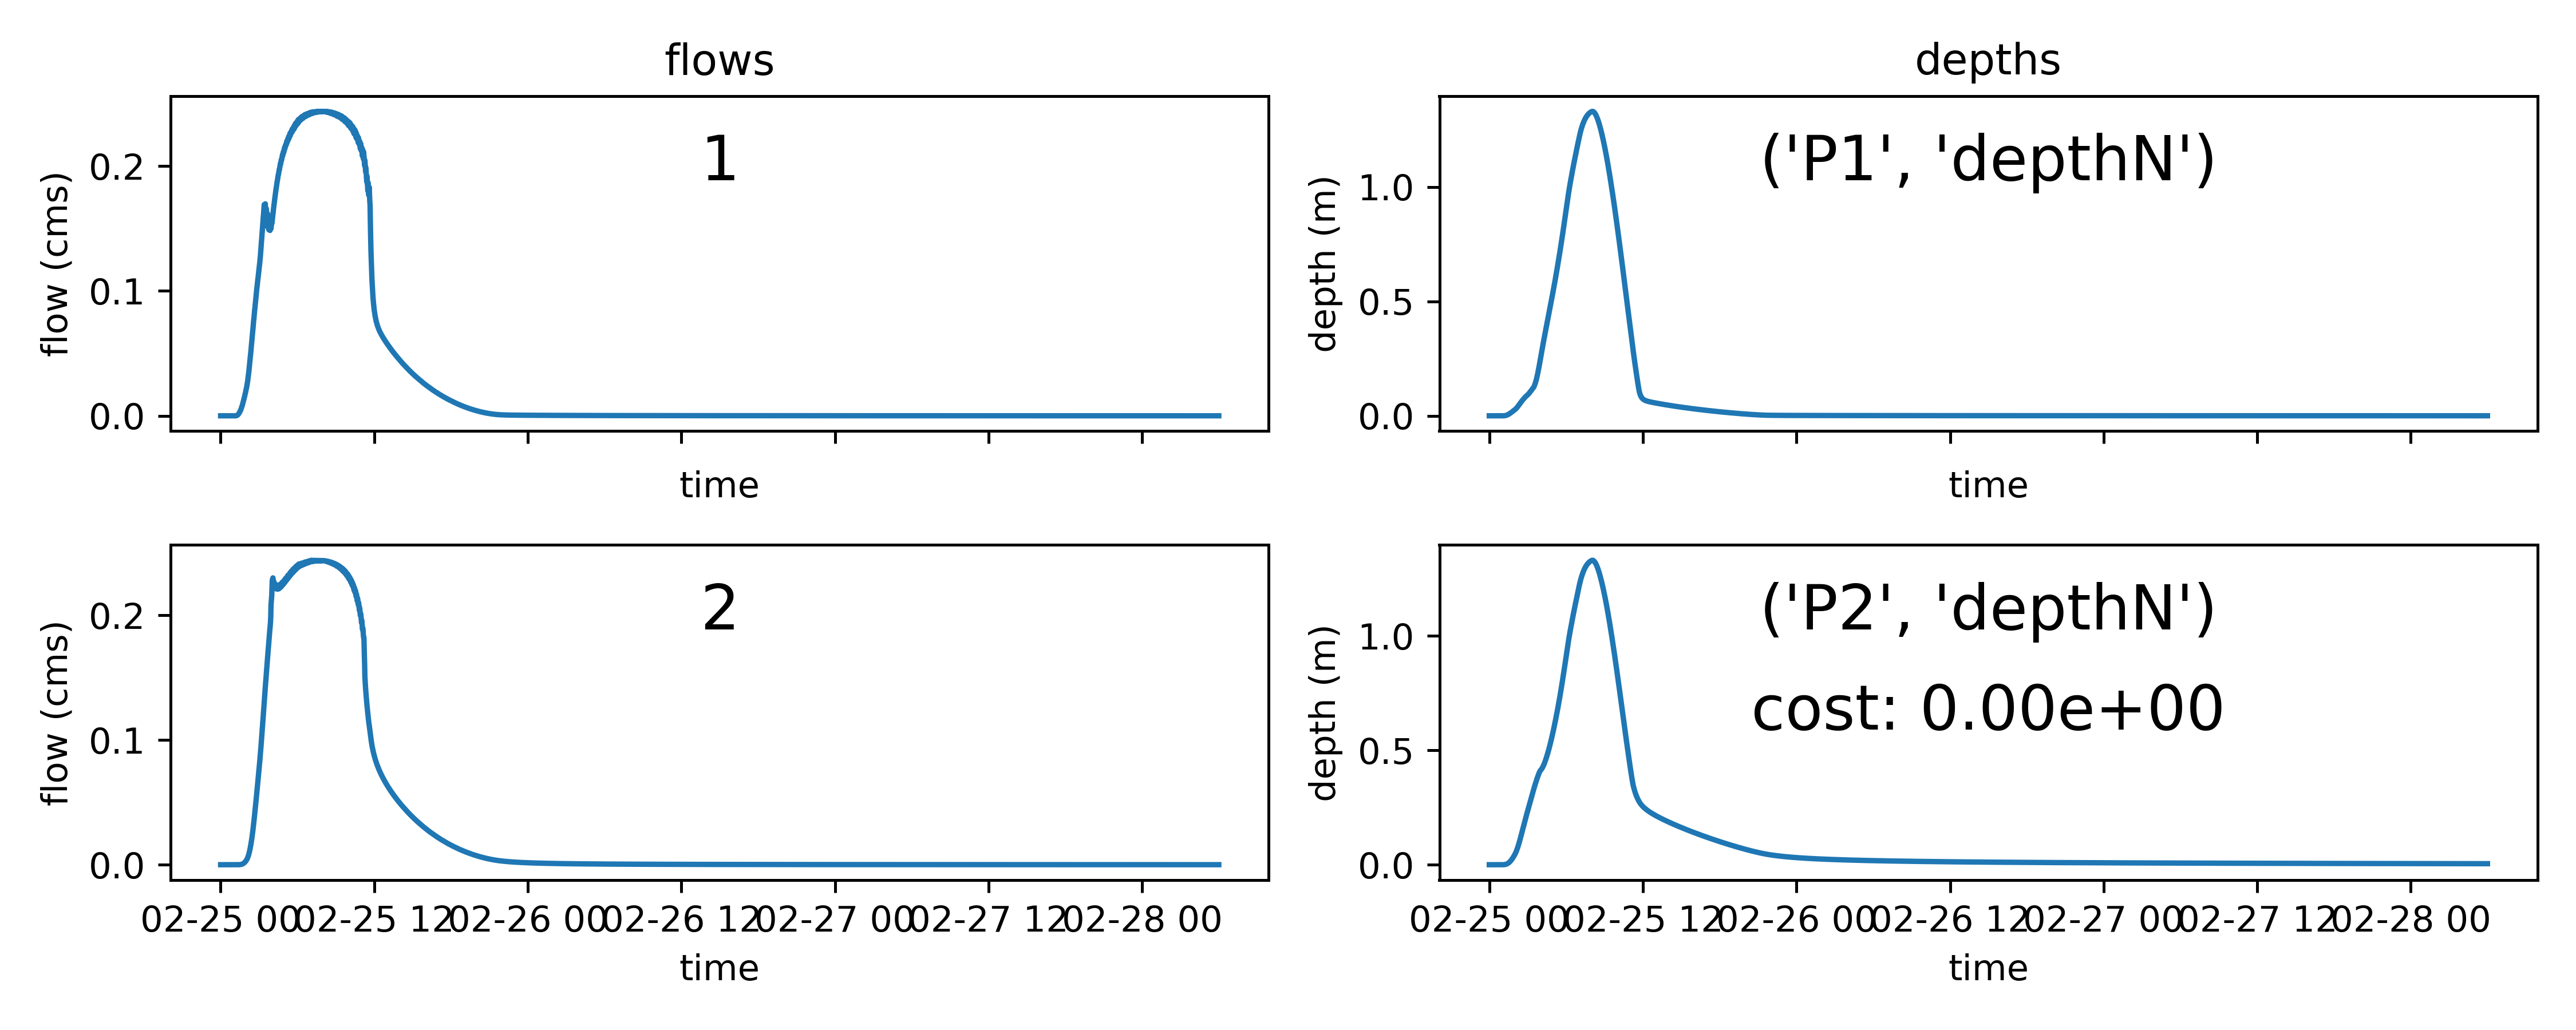 flows
depths
flow (cms)
0.2
0.1
0.0
1
time
depth (m)
1.0
0.5
0.0
('P1', 'depthN')
time
flow (cms)
0.2
0.1
0.0
2
02-25 00
02-25 12
02-26 00
02-26 12
02-27 00
02-27 12
02-28 00
time
depth (m)
1.0
0.5
0.0
('P2', 'depthN')
cost: 0.00e+00
02-25 00
02-25 12
02-26 00
02-26 12
02-27 00
02-27 12
02-28 00
time